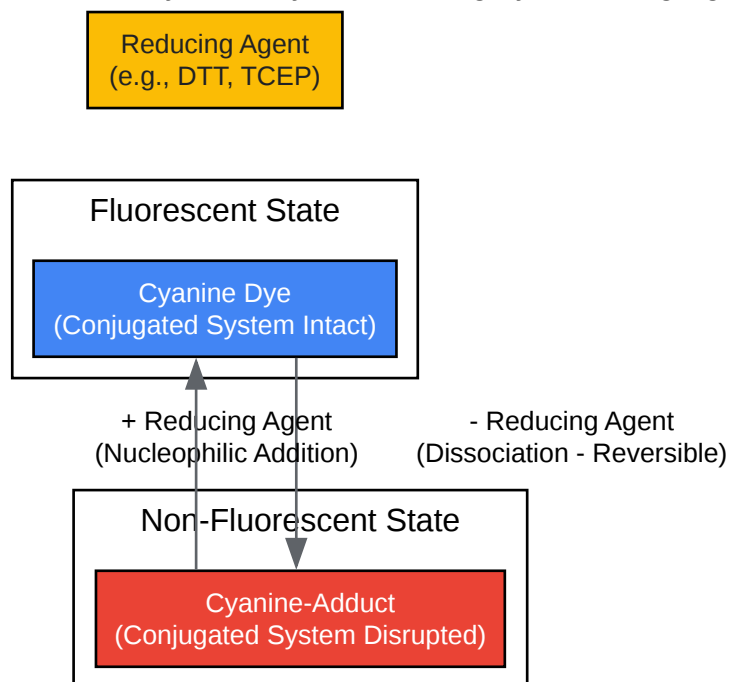 Reducing Agent
(e.g., DTT, TCEP)
Fluorescent State
Cyanine Dye
(Conjugated System Intact)
+ Reducing Agent
(Nucleophilic Addition)
- Reducing Agent
(Dissociation - Reversible)
Non-Fluorescent State
Cyanine-Adduct
(Conjugated System Disrupted)